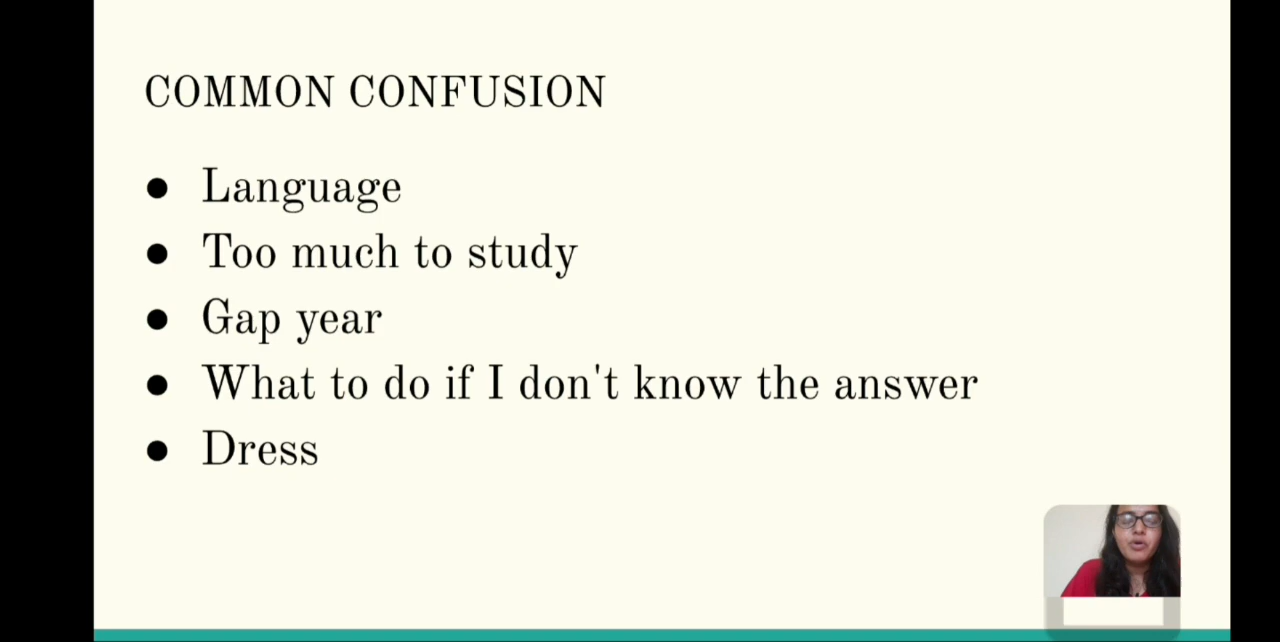 COMMON CONFUSION
● Language
● Too much to study
● Gap year
● What to do if I don't know the answer
● Dress